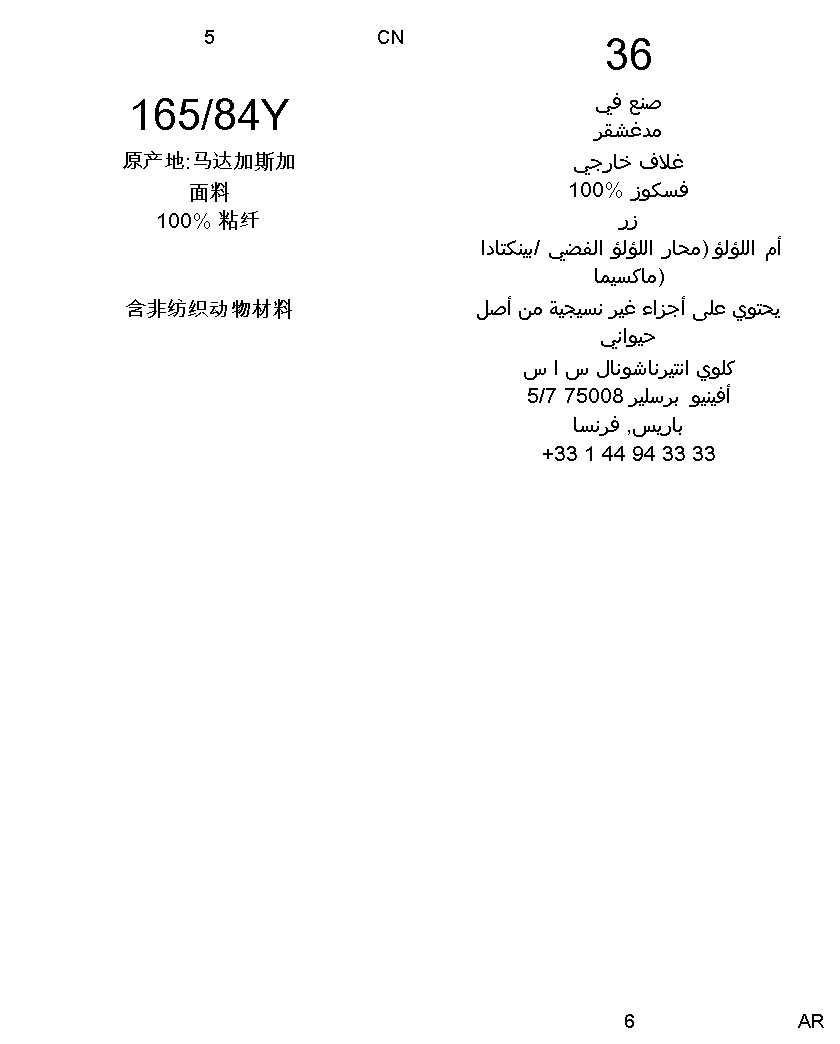 5
CN
165/84Y
原产地:马达加斯加
面料
100% 粘纤
含非纺织动物材料
36
صنع في
مدغشقر
غلاف خارجي
100% فسكوز
زر
أم اللؤلؤ (محار اللؤلؤ الفضي /بينكتادا
ماكسيما)
يحتوي على أجزاء غير نسيجية من أصل
حيواني
كلوي انتيرناشونال س ا س
5/7 75008 أفينيو برسلير
باريس, فرنسا
+33 1 44 94 33 33
6
AR